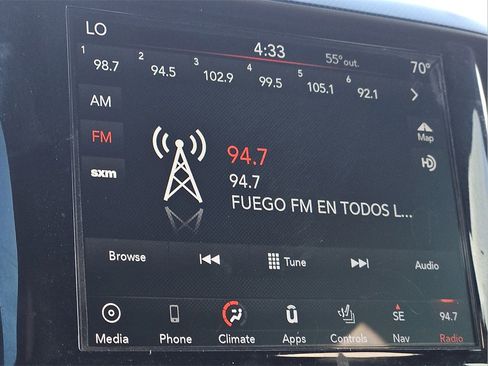 LO 4:33 55°out. 70°
1 98.7 2 94.5 3 102.9 4 99.5 5 105.1 6 92.1
AM
FM
sxm
Map
HD
94.7
94.7
FUEGO FM EN TODOS L...
Browse Tune Audio
u SE 94.7
Media Phone Climate Apps Controls Nav Radio